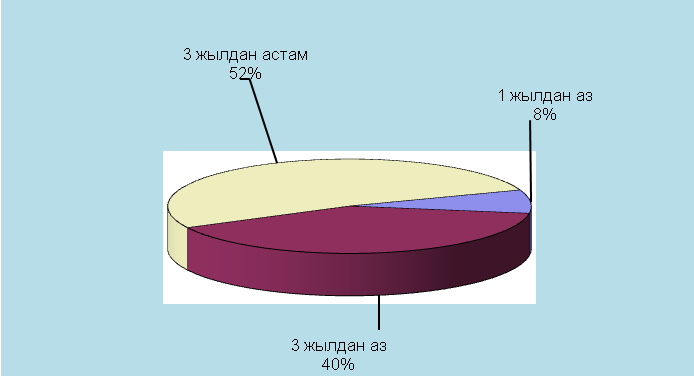 3 жылдан астам
52%
1 жылдан аз
8%
3 жылдан аз
40%